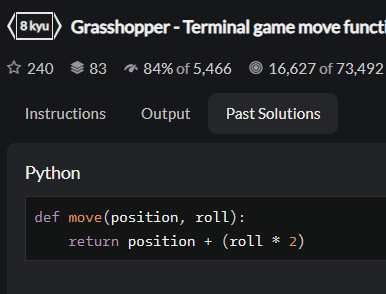 8 kyu Grasshopper - Terminal game move functi
240 83 84% of 5,466 16,627 of 73,492
Instructions Output Past Solutions
Python
def move(position, roll):
    return position + (roll * 2)